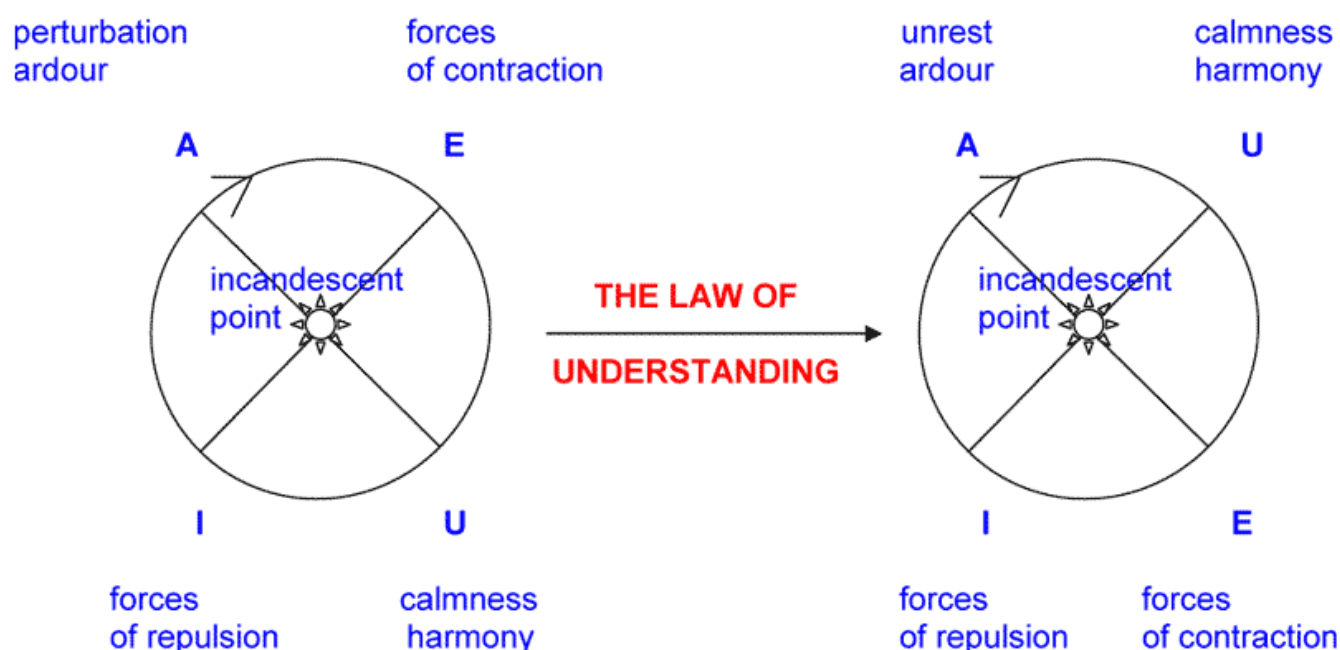 perturbation
ardour
forces
of contraction
A
E
incandescent
point
I
U
forces
of repulsion
calmness
harmony
THE LAW OF
UNDERSTANDING
unrest
ardour
calmness
harmony
A
U
incandescent
point
I
E
forces
of repulsion
forces
of contraction